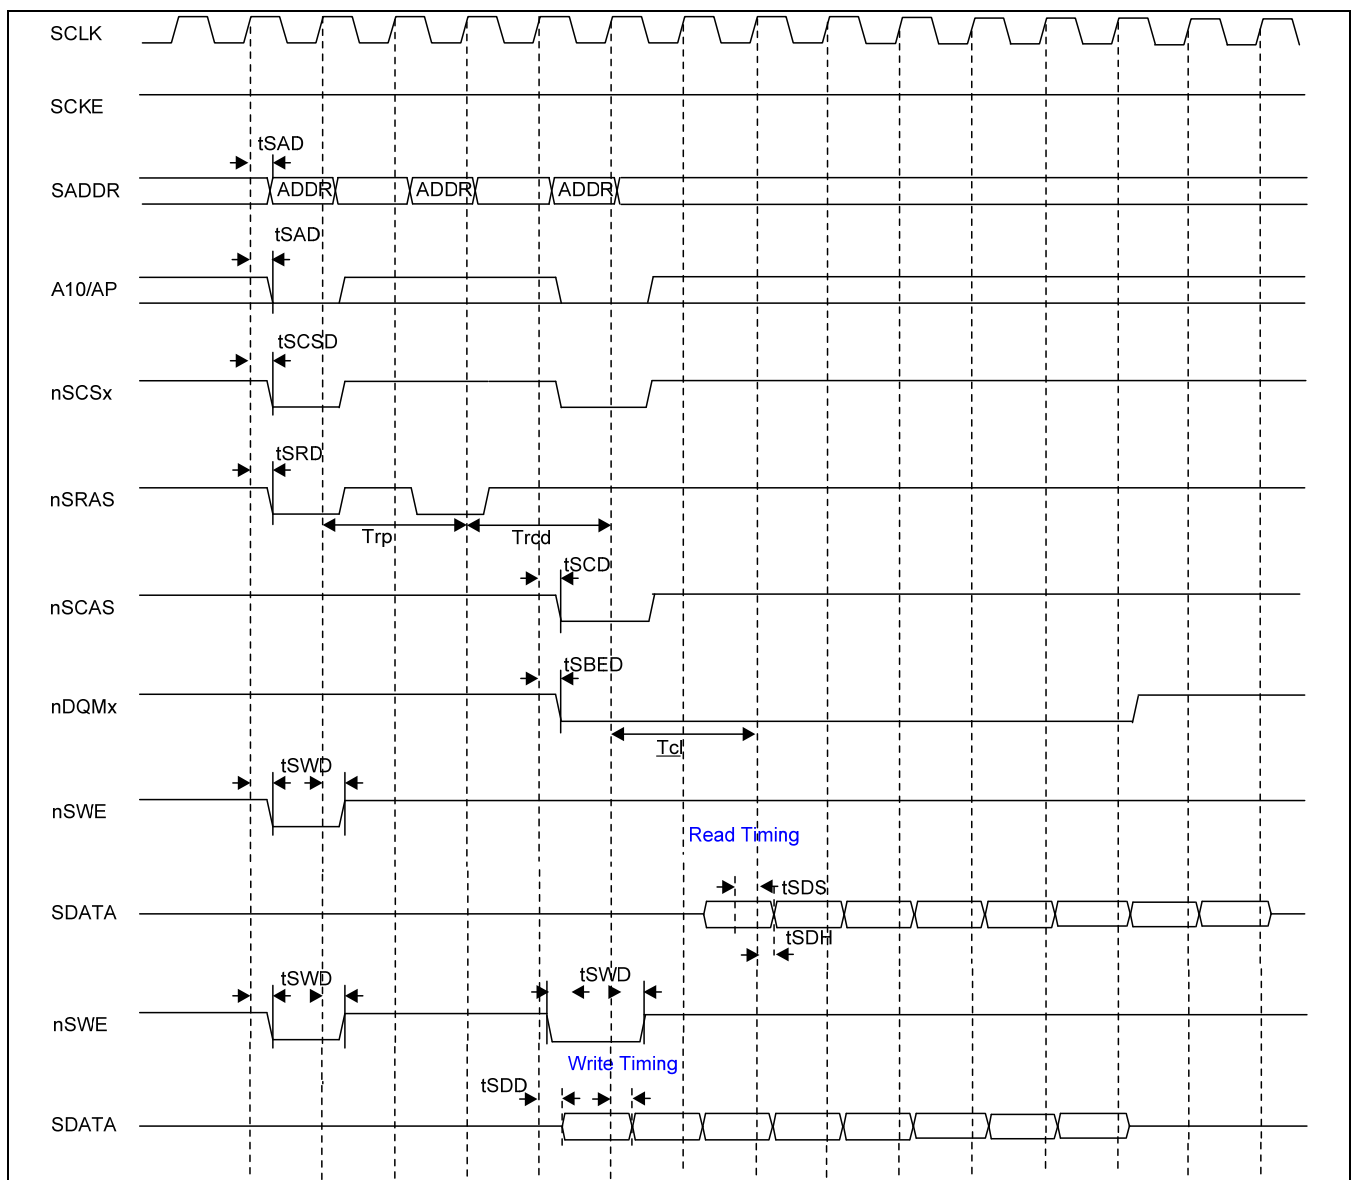 SCLK
SCKE
tSAD
SADDR
ADDR ADDR ADDR
tSAD
A10/AP
tSCSD
nSCSx
tSRD
nSRAS
Trp Trcd
tSCD
nSCAS
tSBED
nDQMx
Tcl
tSWD
nSWE
Read Timing
tSDS
SDATA
tSDH
tSWD tSWD
nSWE
Write Timing
tSDD
SDATA